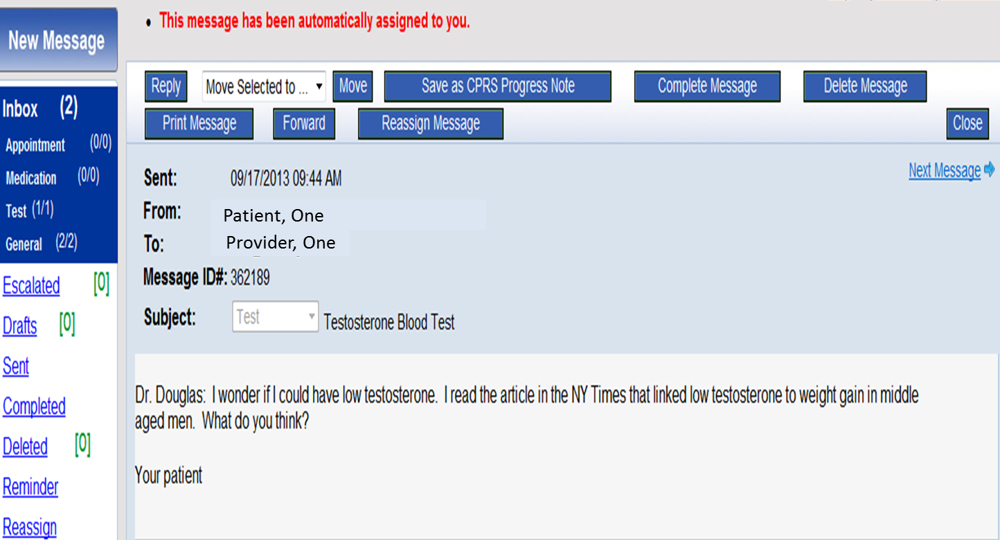 New Message
Inbox (2)
Appointment (0/0)
Medication (0/0)
Test (1/1)
General (2/2)
Escalated [0]
Drafts [0]
Sent
Completed
Deleted [0]
Reminder
Reassign
• This message has been automatically assigned to you.
Reply Move Selected to ... Move Save as CPRS Progress Note Complete Message Delete Message
Print Message Forward Reassign Message Close
Next Message
Sent: 09/17/2013 09:44 AM
From: Patient, One
To: Provider, One
Message ID#: 362189
Subject: Test Testosterone Blood Test
Dr. Douglas: I wonder if I could have low testosterone. I read the article in the NY Times that linked low testosterone to weight gain in middle
aged men. What do you think?
Your patient